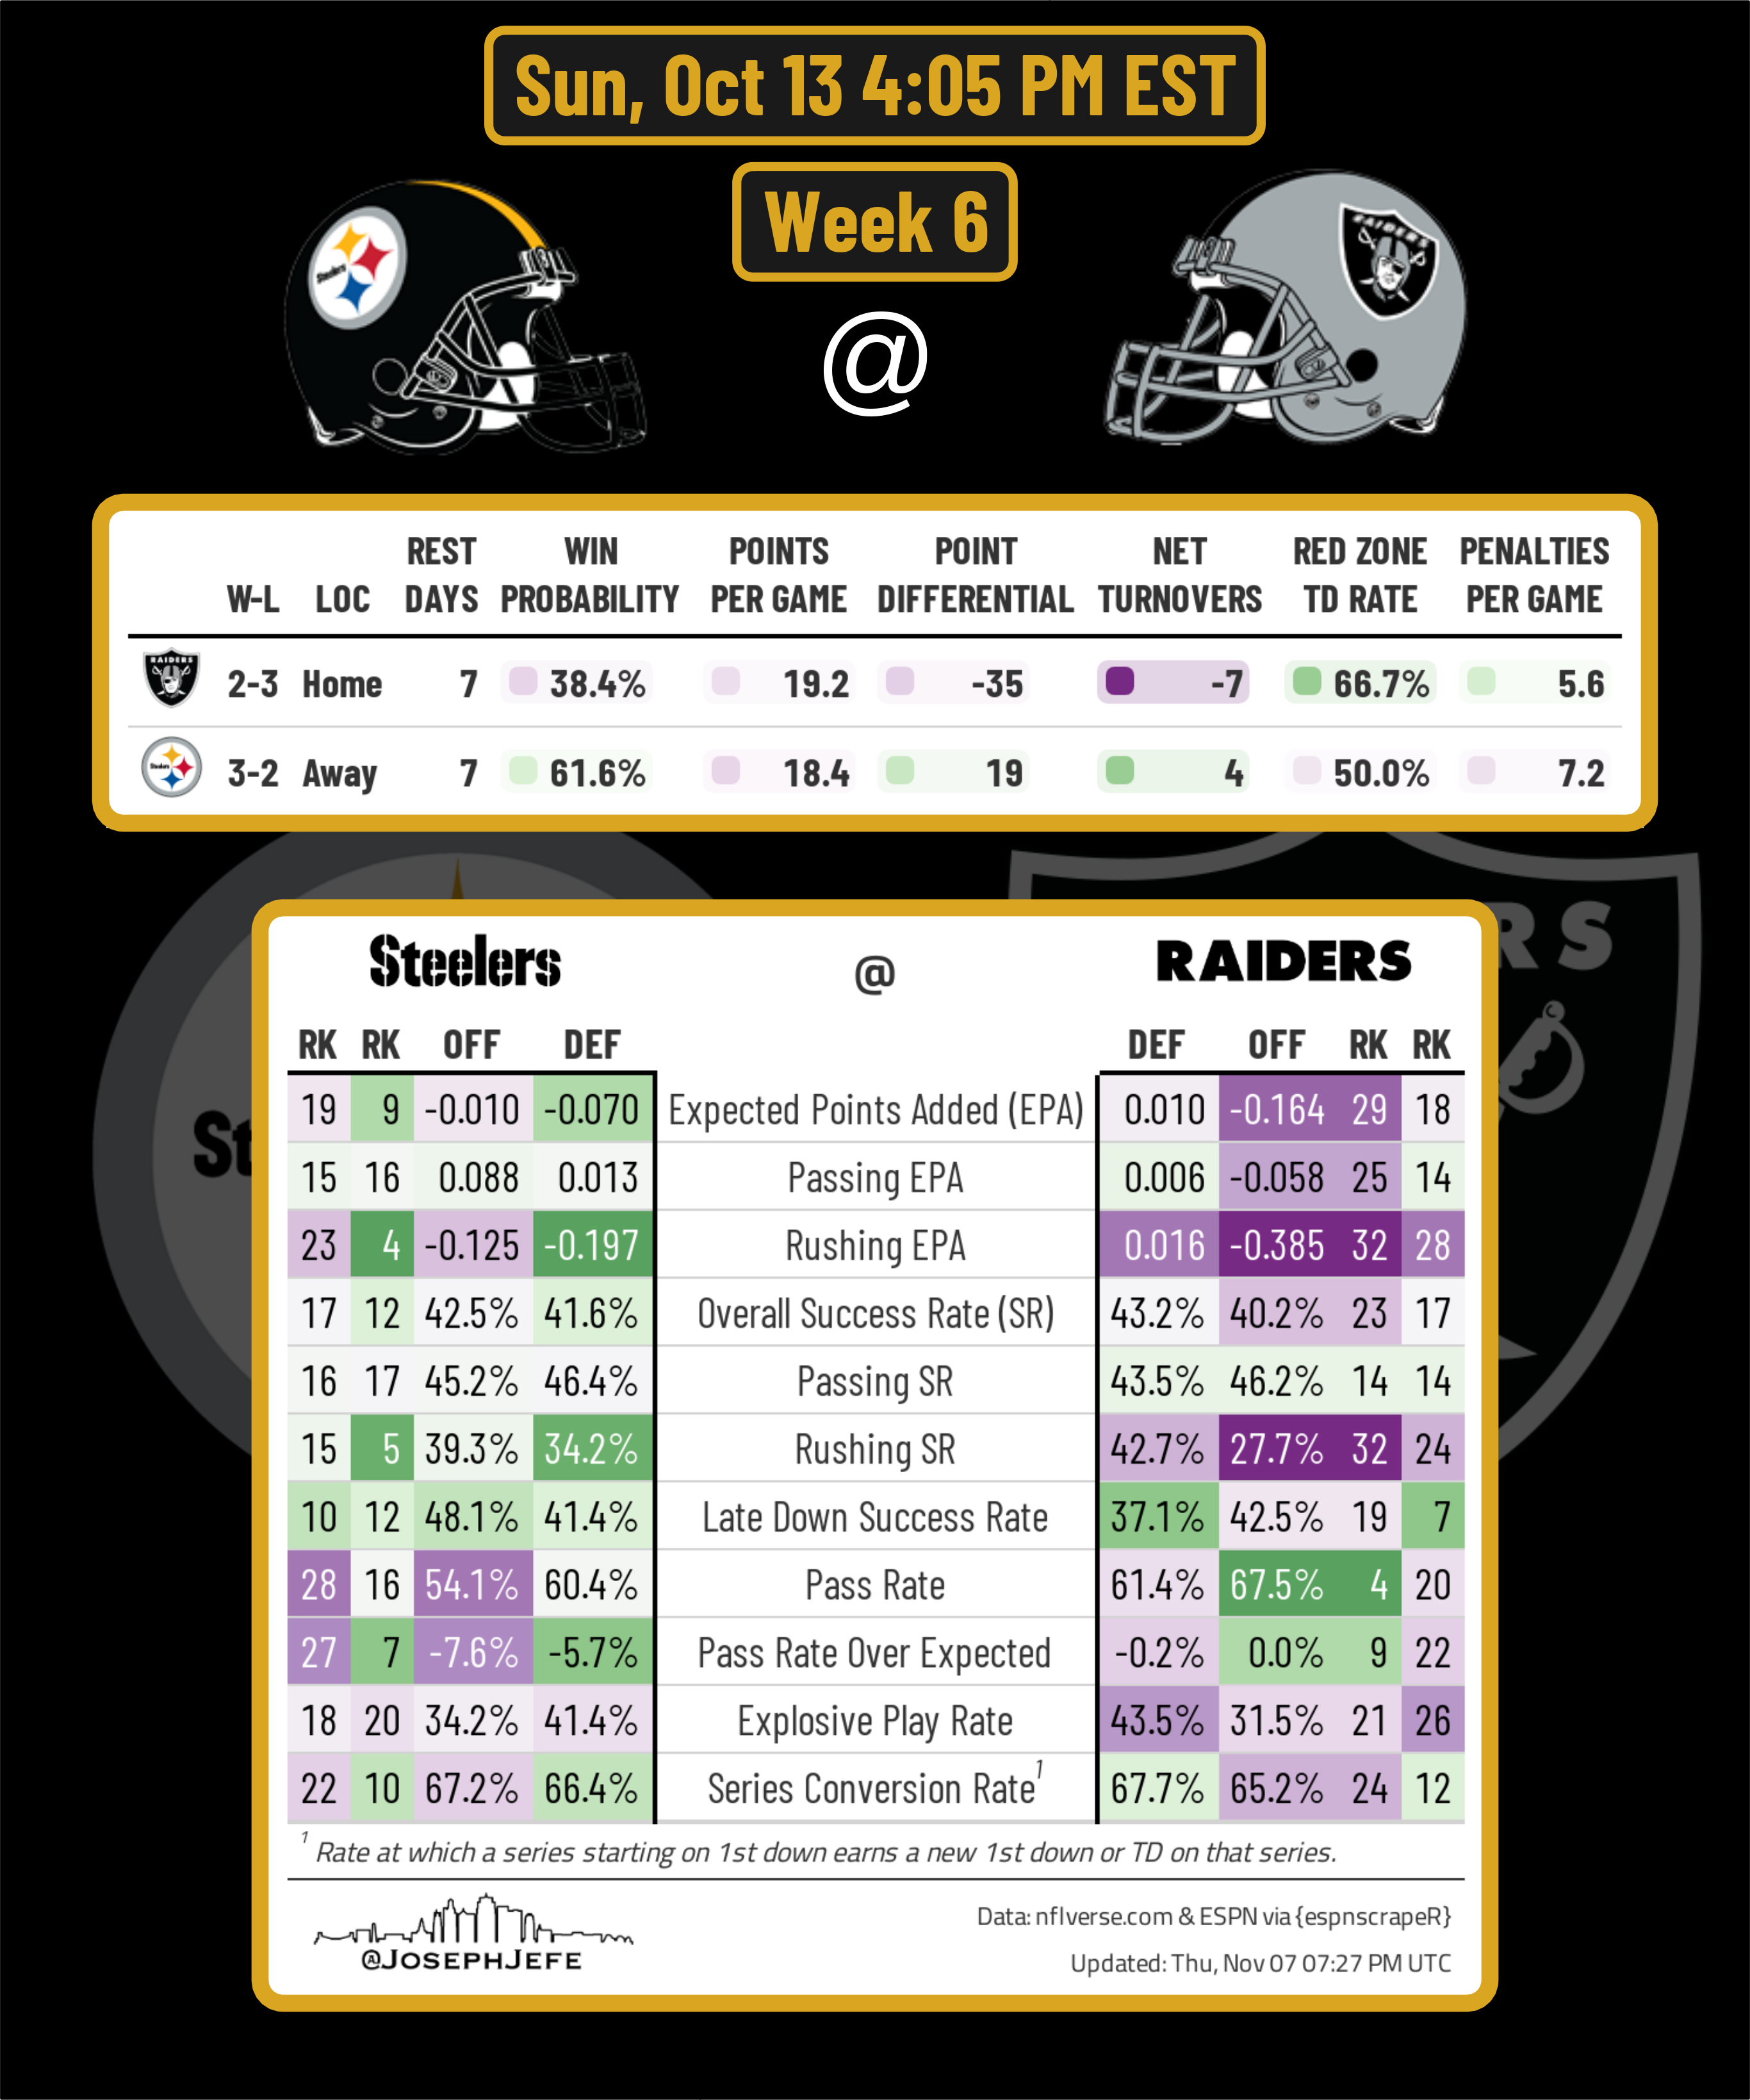 Sun, Oct 13 4:05 PM EST
Week 6
Steelers
RAIDERS
@
REST WIN POINTS POINT NET RED ZONE PENALTIES
W-L LOC DAYS PROBABILITY PER GAME DIFFERENTIAL TURNOVERS TD RATE PER GAME
RAIDERS 2-3 Home 7 38.4% 19.2 -35 -7 66.7% 5.6
Steelers 3-2 Away 7 61.6% 18.4 19 4 50.0% 7.2
RS
St
Steelers @ RAIDERS
RK RK OFF DEF DEF OFF RK RK
19 9 -0.010 -0.070 Expected Points Added (EPA) 0.010 -0.164 29 18
15 16 0.088 0.013 Passing EPA 0.006 -0.058 25 14
23 4 -0.125 -0.197 Rushing EPA 0.016 -0.385 32 28
17 12 42.5% 41.6% Overall Success Rate (SR) 43.2% 40.2% 23 17
16 17 45.2% 46.4% Passing SR 43.5% 46.2% 14 14
15 5 39.3% 34.2% Rushing SR 42.7% 27.7% 32 24
10 12 48.1% 41.4% Late Down Success Rate 37.1% 42.5% 19 7
28 16 54.1% 60.4% Pass Rate 61.4% 67.5% 4 20
27 7 -7.6% -5.7% Pass Rate Over Expected -0.2% 0.0% 9 22
18 20 34.2% 41.4% Explosive Play Rate 43.5% 31.5% 21 26
22 10 67.2% 66.4% Series Conversion Rate¹ 67.7% 65.2% 24 12
¹ Rate at which a series starting on 1st down earns a new 1st down or TD on that series.
@JOSEPHJEFE
Data: nflverse.com & ESPN via {espnscrapeR}
Updated: Thu, Nov 07 07:27 PM UTC